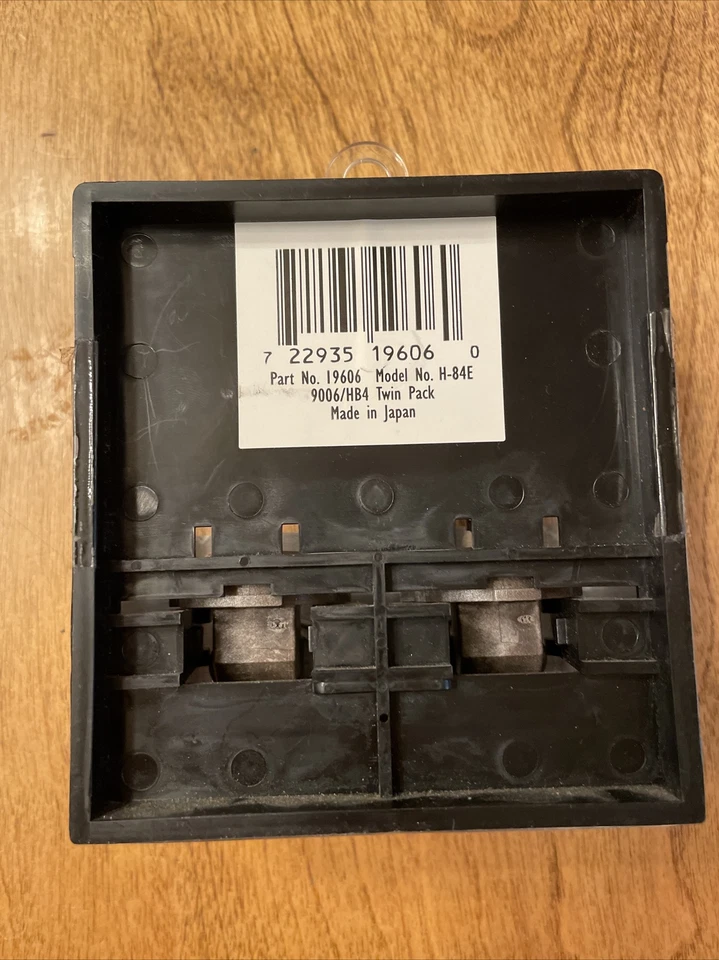 7 22935 19606 0
Part No. 19606 Model No. H-84E
9006/HB4 Twin Pack
Made in Japan